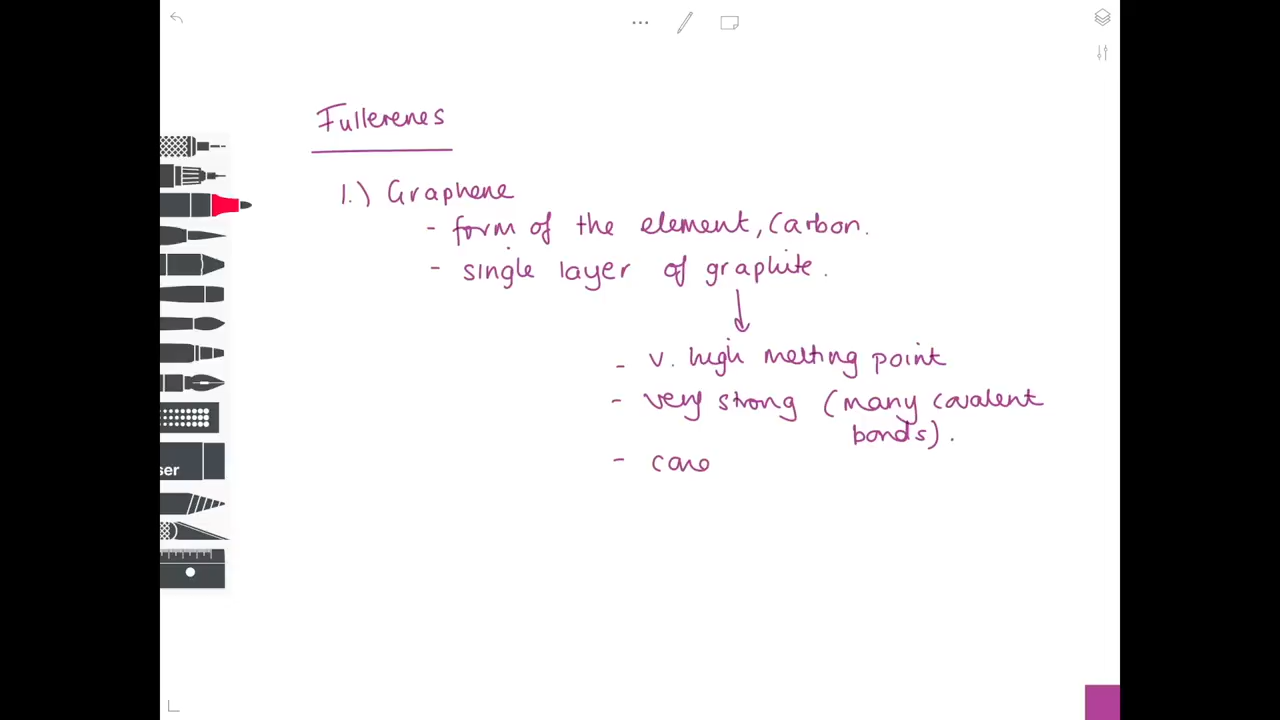 Fullerenes
1.) Graphene
- form of the element, Carbon.
- single layer of graphite.
- v. high melting point
- very strong (many covalent
bonds).
-
ser